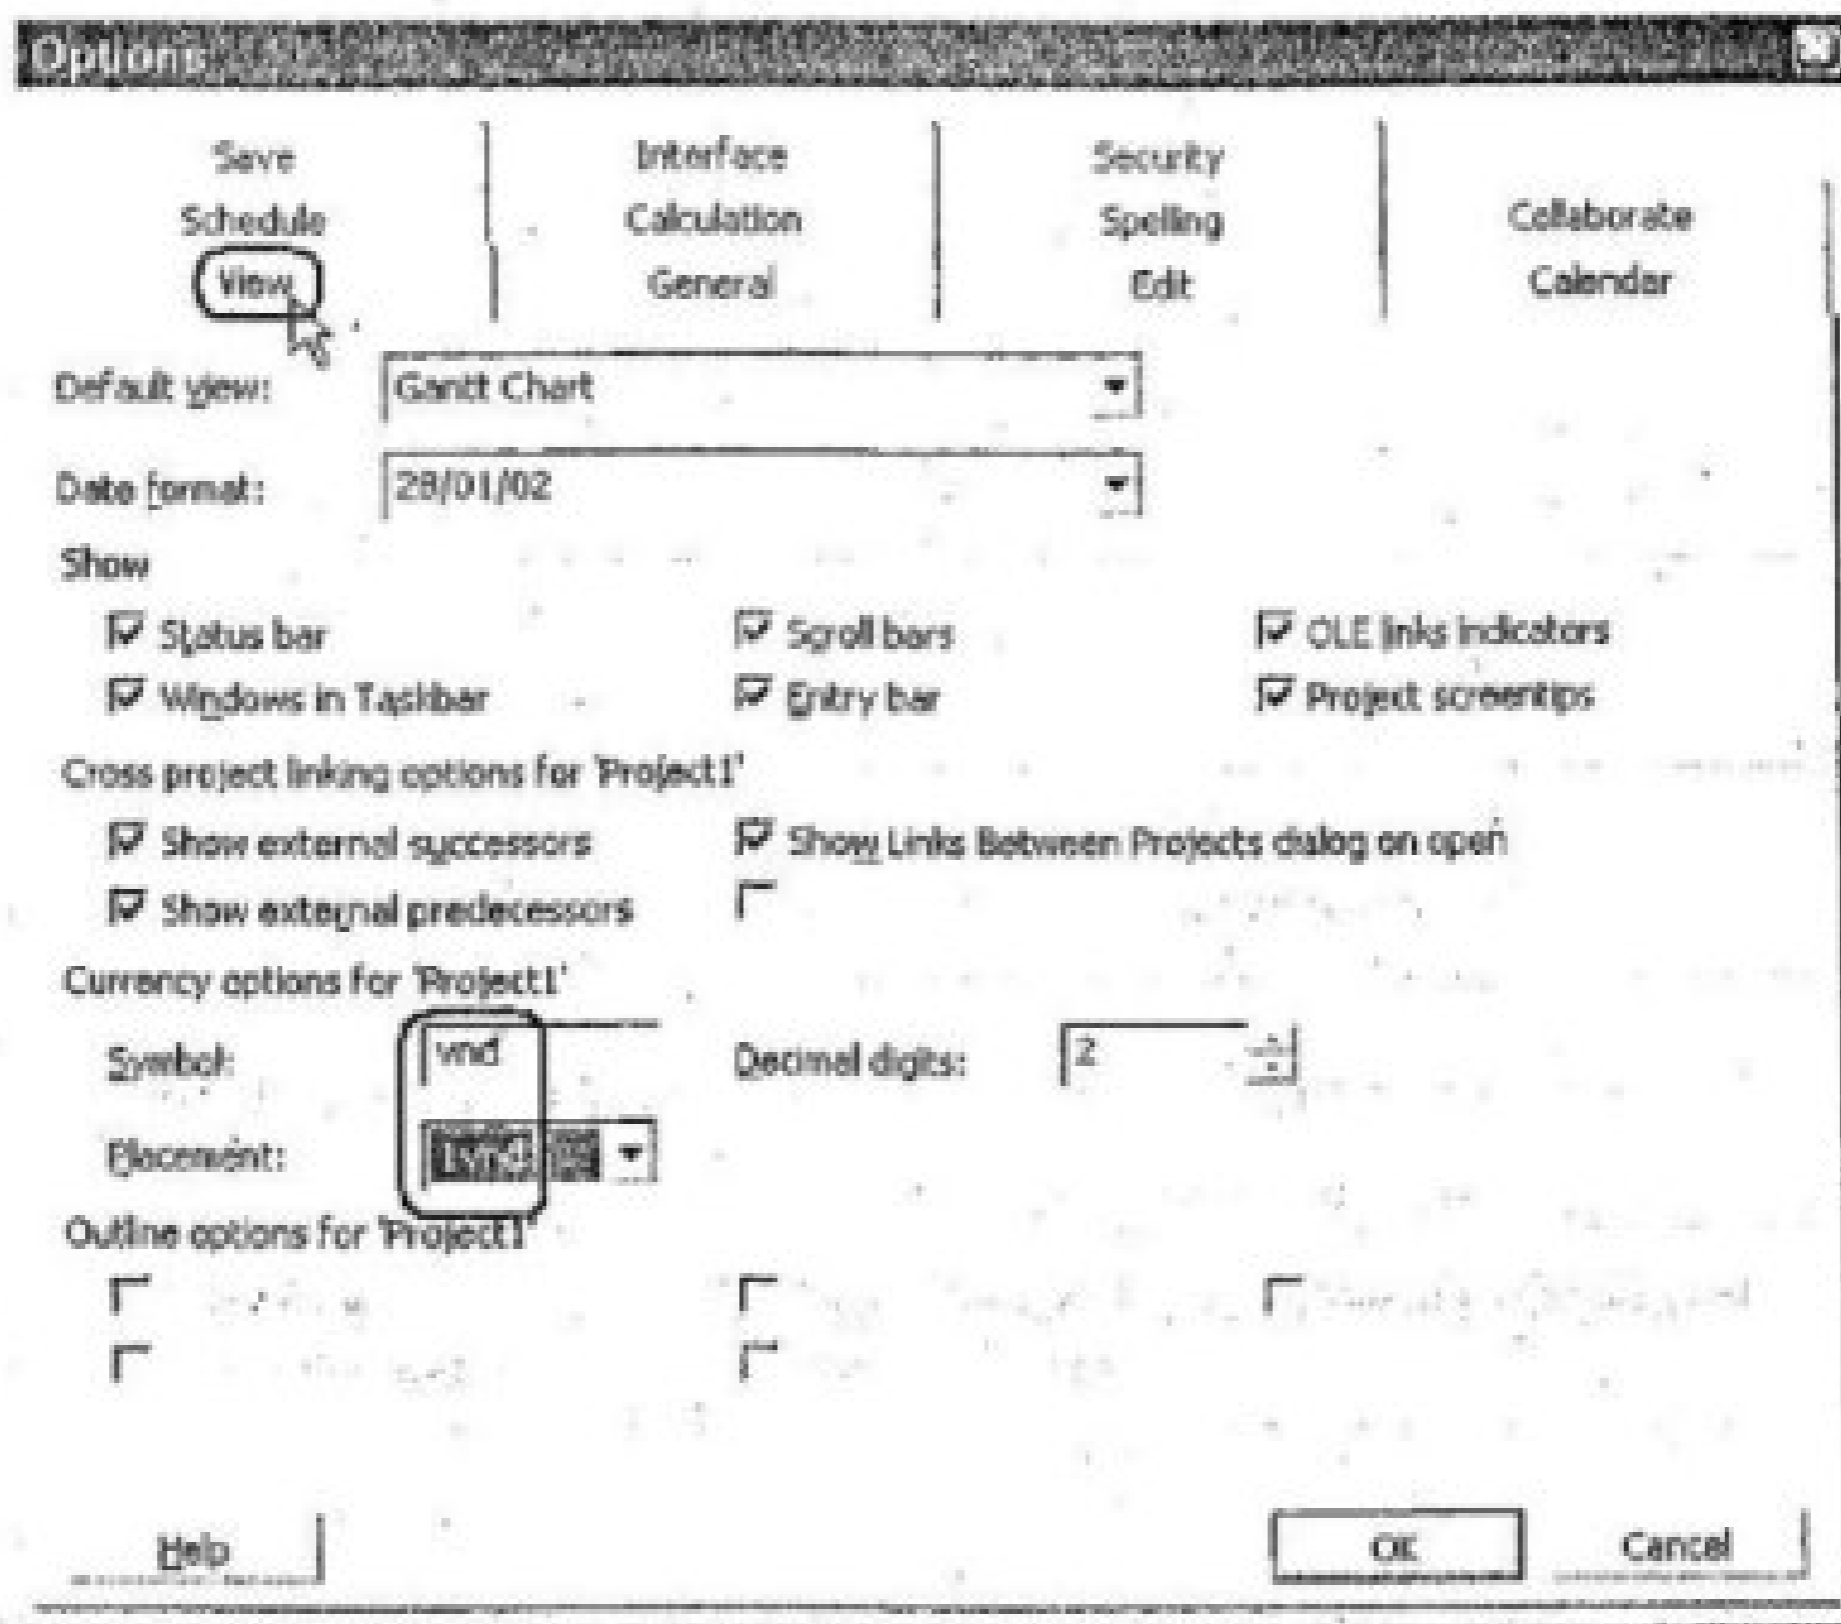 Options
Save Interface Security
Schedule Calculation Spelling Collaborate
View General Edit Calendar
Default view: Gantt Chart
Date format: 28/01/02
Show
Status bar Scroll bars OLE links indicators
Windows in Taskbar Entry bar Project screentips
Cross project linking options for 'Project1'
Show external successors Show Links Between Projects dialog on open
Show external predecessors
Currency options for 'Project1'
Symbol: vnd Decimal digits: 2
Placement:
Outline options for 'Project1'
Help OK Cancel